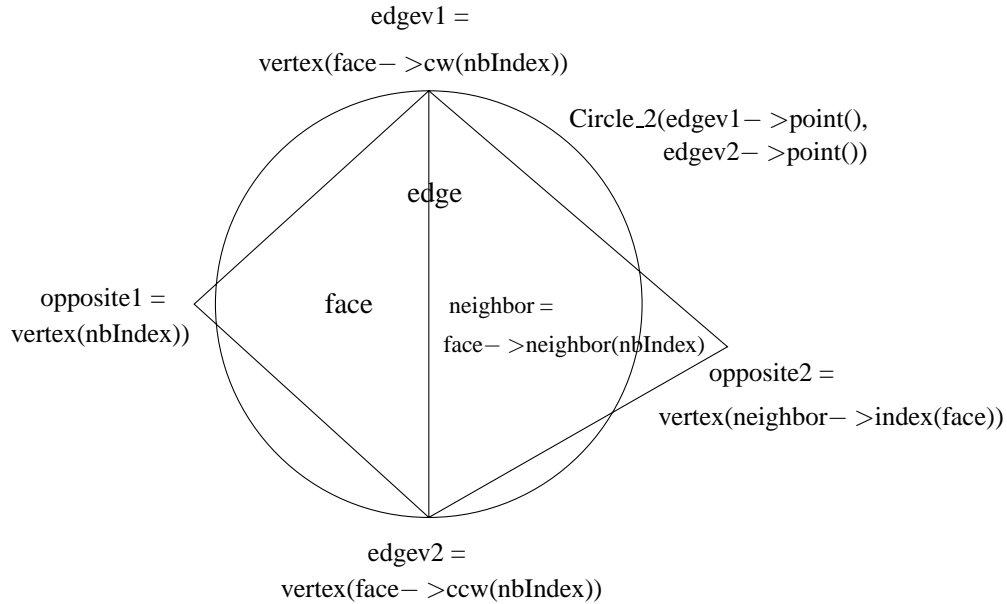 edgev1 =
vertex(face− >cw(nbIndex))
Circle_2(edgev1− >point(),
edgev2− >point())
edge
opposite1 =
vertex(nbIndex))
face
neighbor =
face− >neighbor(nbIndex)
opposite2 =
vertex(neighbor− >index(face))
edgev2 =
vertex(face− >ccw(nbIndex))